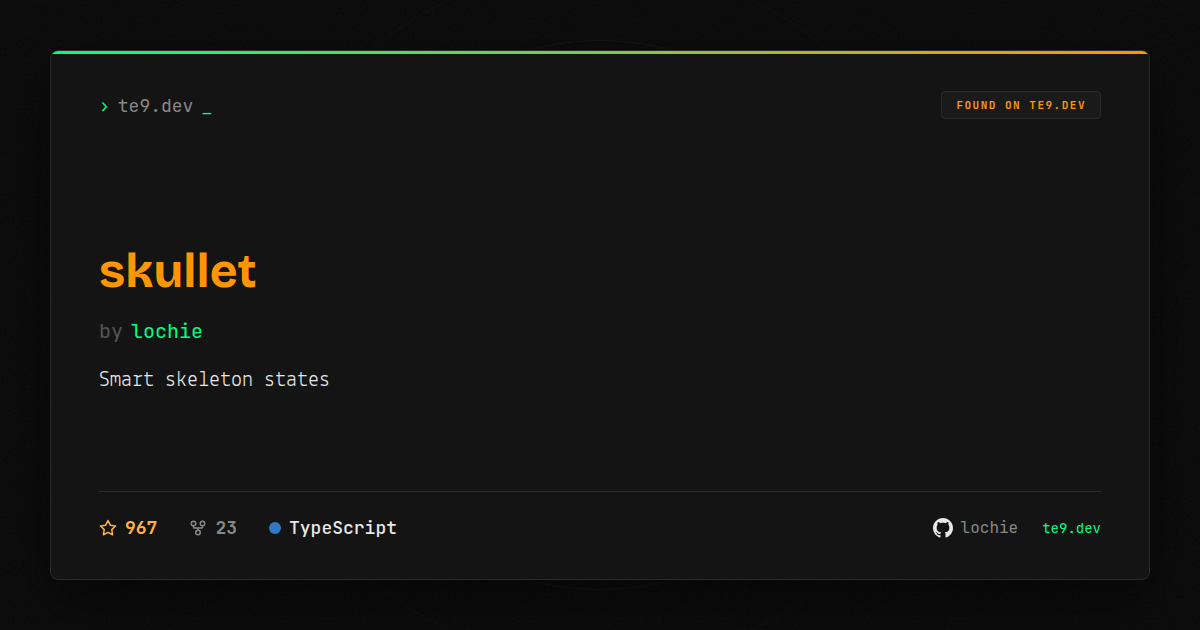 › te9.dev _
FOUND ON TE9.DEV
skullet
by lochie
Smart skeleton states
967 23 TypeScript
lochie te9.dev